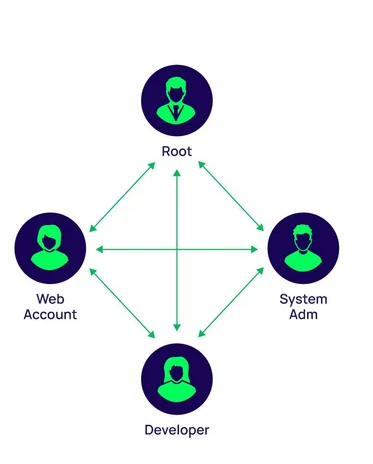 Root
Web
Account
System
Adm
Developer